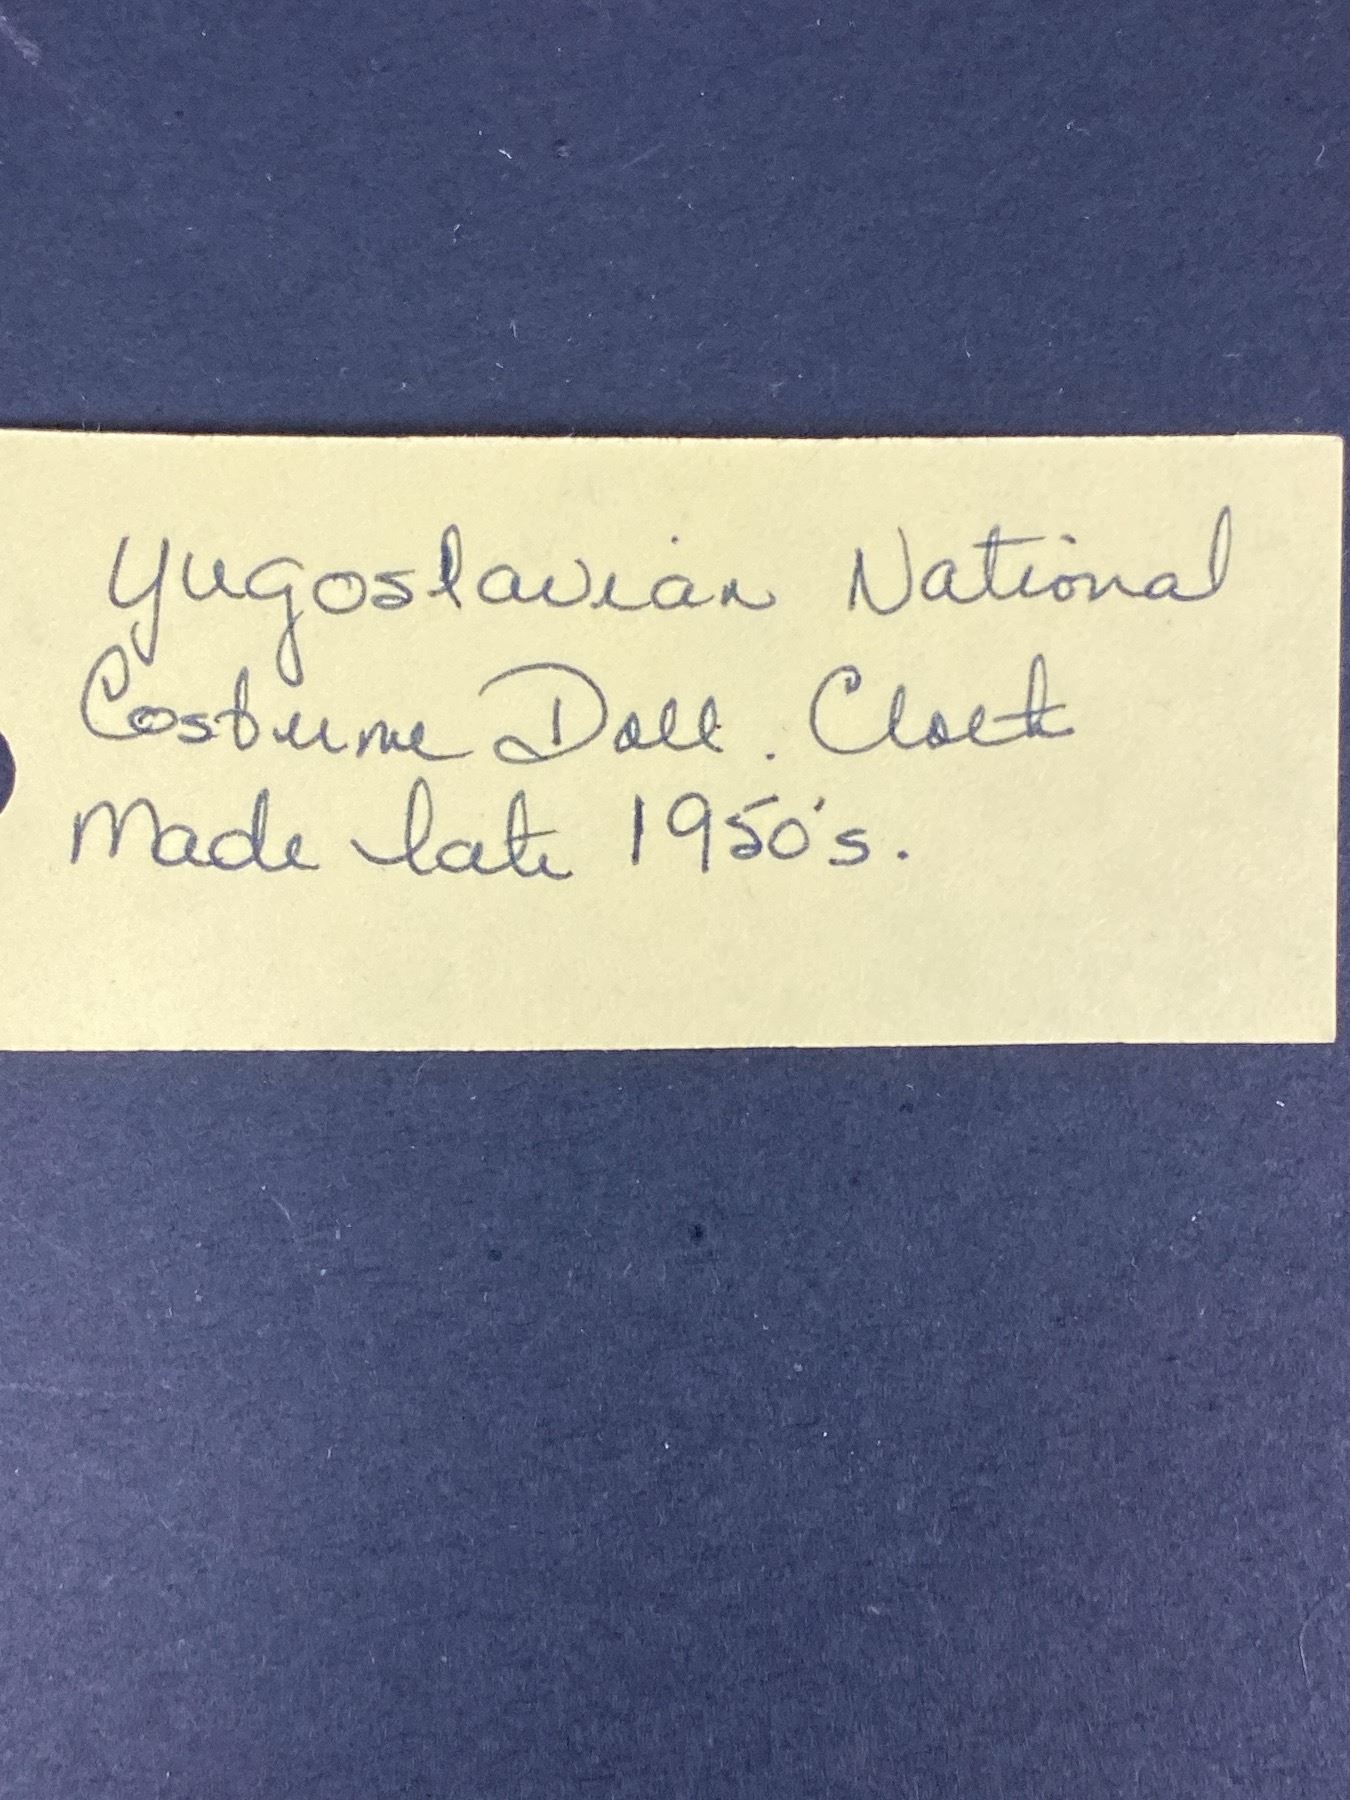 Yugoslavian National
Costume Doll. Cloth
Made late 1950's.